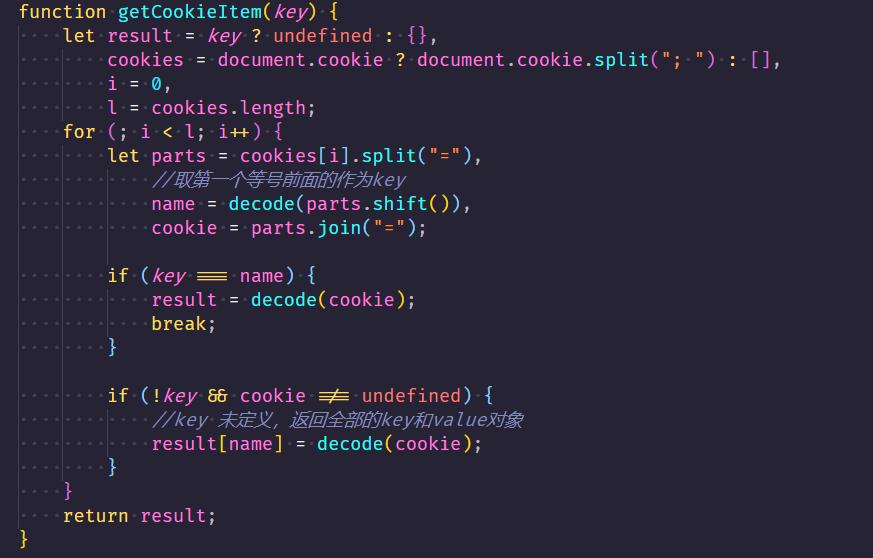 function getCookieItem(key) {
    let result = key ? undefined : {},
        cookies = document.cookie ? document.cookie.split("; ") : [],
        i = 0,
        l = cookies.length;
    for (; i < l; i++) {
        let parts = cookies[i].split("="),
            //取第一个等号前面的作为key
            name = decode(parts.shift()),
            cookie = parts.join("=");

        if (key === name) {
            result = decode(cookie);
            break;
        }

        if (!key && cookie !== undefined) {
            //key 未定义，返回全部的key和value对象
            result[name] = decode(cookie);
        }
    }
    return result;
}